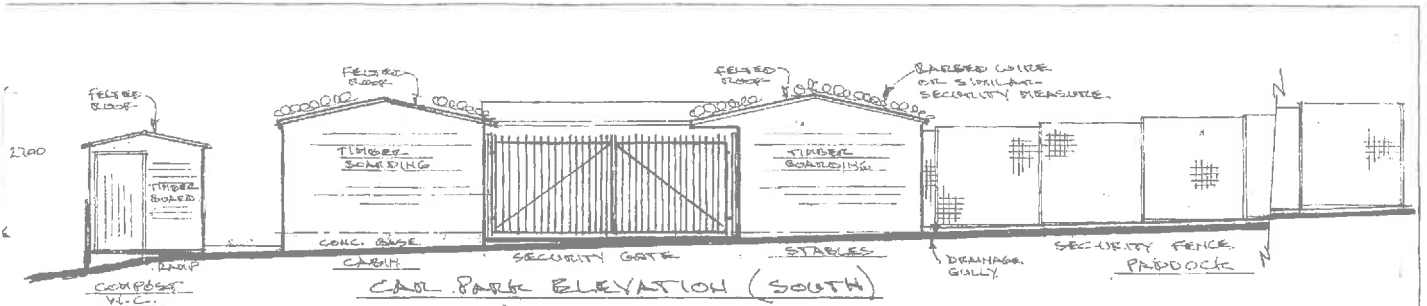 FELTED
ROOF
FELTED
ROOF
FELTED
ROOF
BARBED WIRE
OR SIMILAR
SECURITY MEASURE.
2700
TIMBER
BOARD
TIMBER
BOARDING
TIMBER
BOARDING
RAMP
COMPOST
W.C.
CONC. BASE
CABIN
SECURITY GATE
STABLES
DRAINAGE
GULLY
SECURITY FENCE
PADDOCK
CAR PARK ELEVATION (SOUTH)